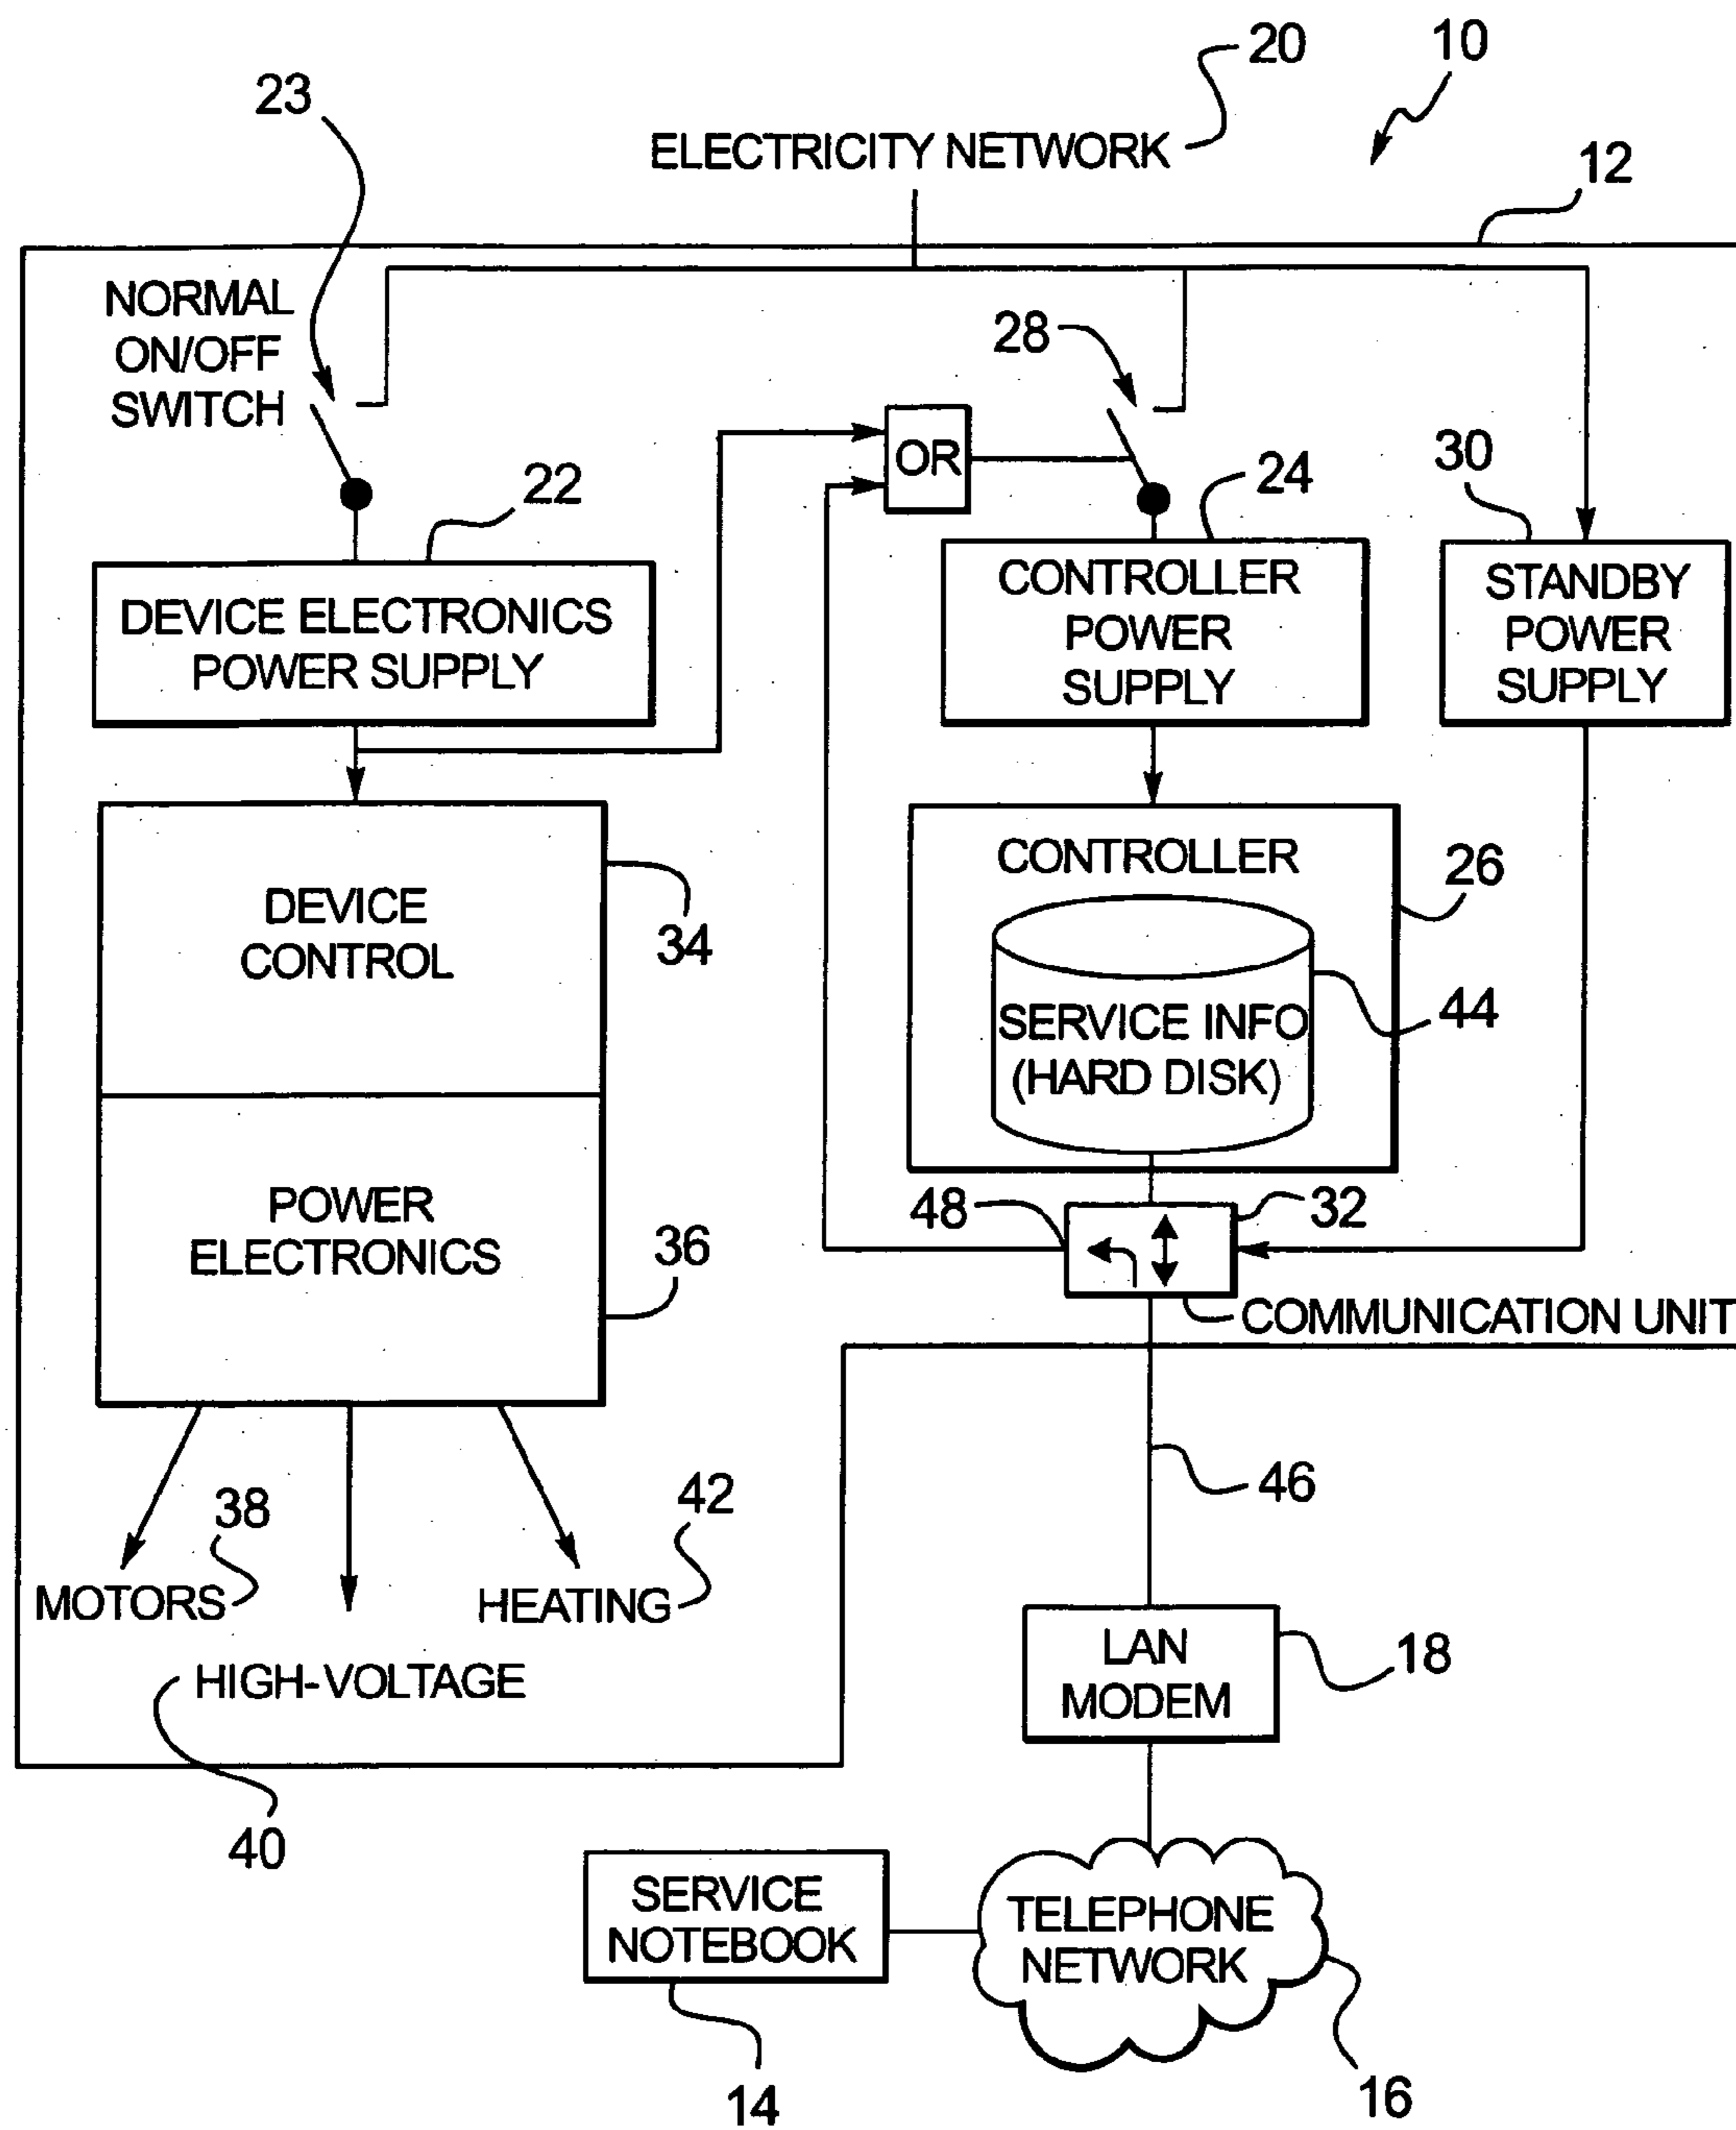 20
10
23
ELECTRICITY NETWORK
12
NORMAL
ON/OFF
SWITCH
28
OR
22
24
30
DEVICE ELECTRONICS
POWER SUPPLY
CONTROLLER
POWER
SUPPLY
STANDBY
POWER
SUPPLY
DEVICE
CONTROL
34
CONTROLLER
26
SERVICE INFO
(HARD DISK)
44
POWER
ELECTRONICS
36
48
32
COMMUNICATION UNIT
46
38
42
MOTORS
HEATING
HIGH-VOLTAGE
40
LAN
MODEM
18
SERVICE
NOTEBOOK
14
TELEPHONE
NETWORK
16